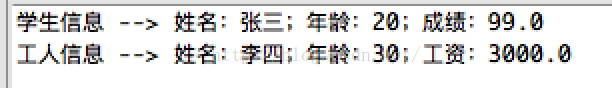 学生信息 --> 姓名：张三；年龄：20；成绩：99.0
工人信息 --> 姓名：李四；年龄：30；工资：3000.0